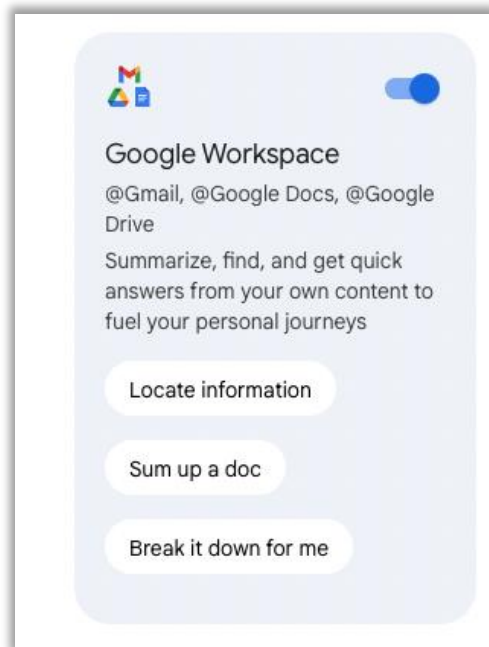 Google Workspace
@Gmail, @Google Docs, @Google
Drive
Summarize, find, and get quick
answers from your own content to
fuel your personal journeys
Locate information
Sum up a doc
Break it down for me